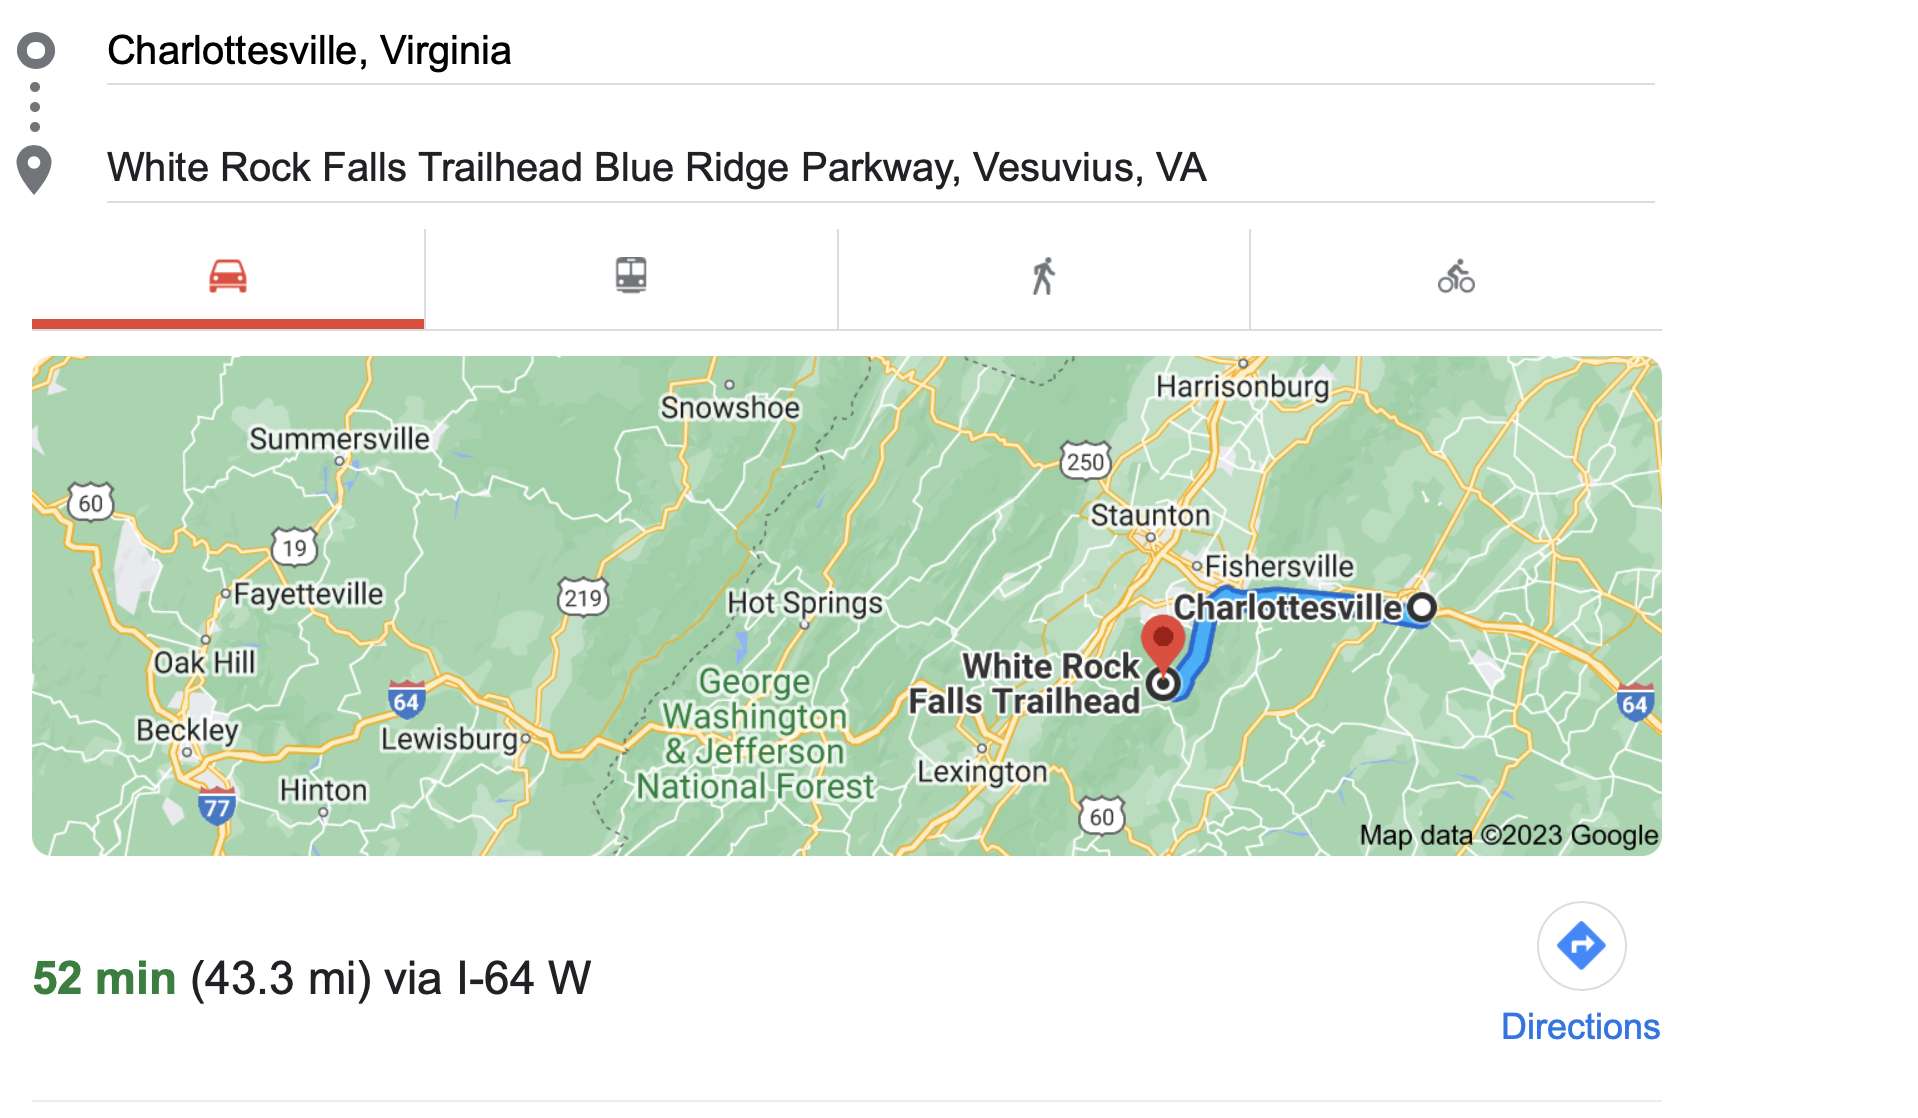 Charlottesville, Virginia
White Rock Falls Trailhead Blue Ridge Parkway, Vesuvius, VA
Harrisonburg
Snowshoe
Summersville
250
60
Staunton
19
Fishersville
Fayetteville
219
Hot Springs
Charlottesville
Oak Hill
White Rock
Falls Trailhead
George
Washington
& Jefferson
National Forest
64
64
Beckley
Lewisburg
Lexington
Hinton
77
60
Map data ©2023 Google
52 min (43.3 mi) via I-64 W
Directions